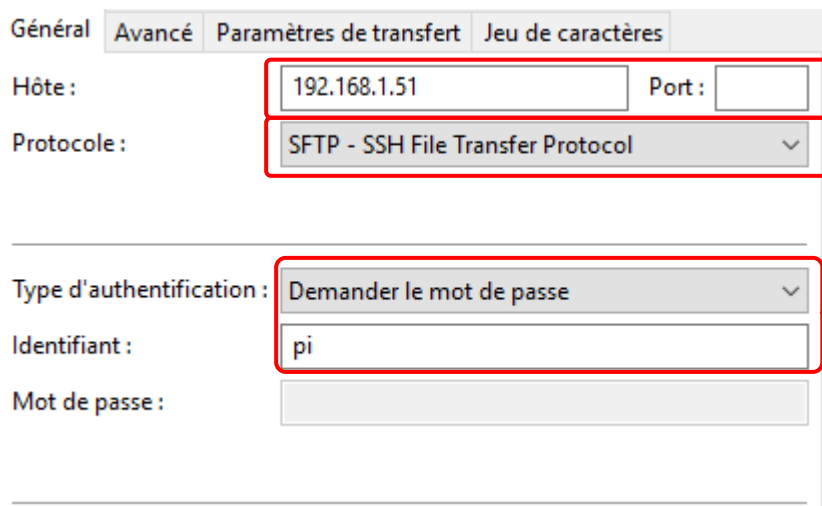 Général Avancé Paramètres de transfert Jeu de caractères
Hôte : 192.168.1.51 Port :
Protocole : SFTP - SSH File Transfer Protocol
Type d'authentification : Demander le mot de passe
Identifiant : pi
Mot de passe :